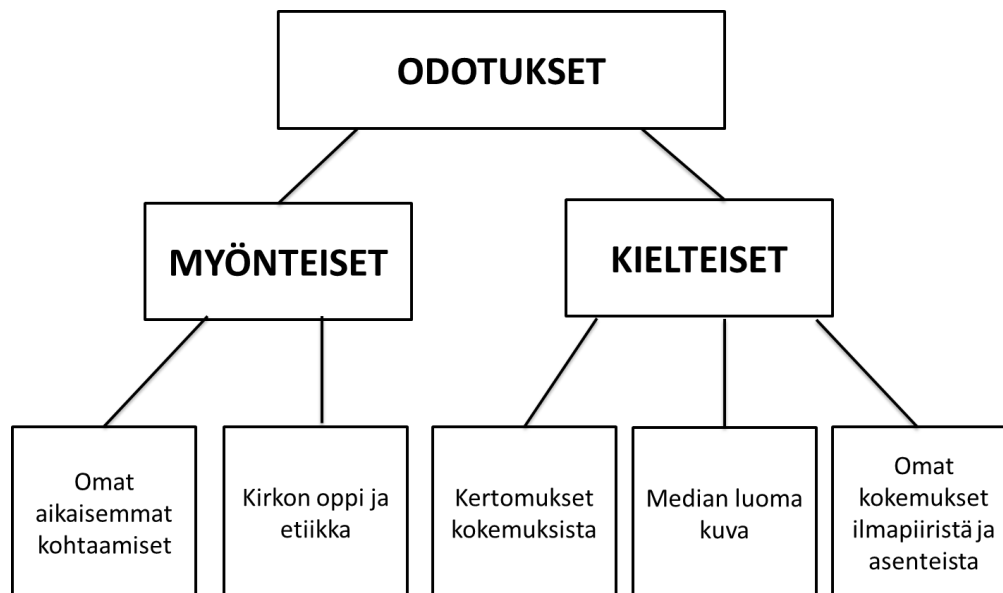 ODOTUKSET
MYÖNTEISET
KIELTEISET
Omat
aikaisemmat
kohtaamiset
Kirkon oppi ja
etiikka
Kertomukset
kokemuksista
Median luoma
kuva
Omat
kokemukset
ilmapiiristä ja
asenteista